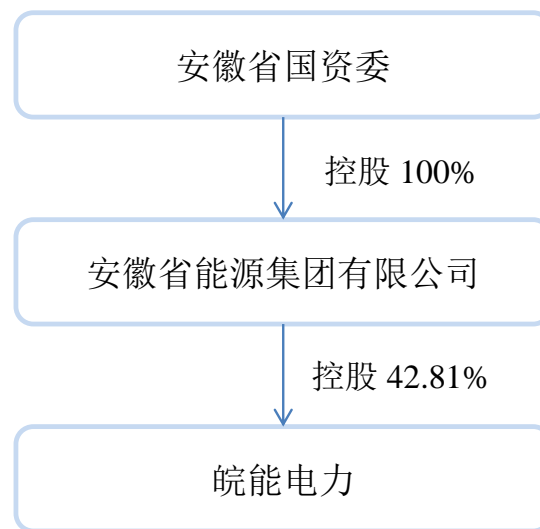 安徽省国资委
控股 100%
安徽省能源集团有限公司
控股 42.81%
皖能电力